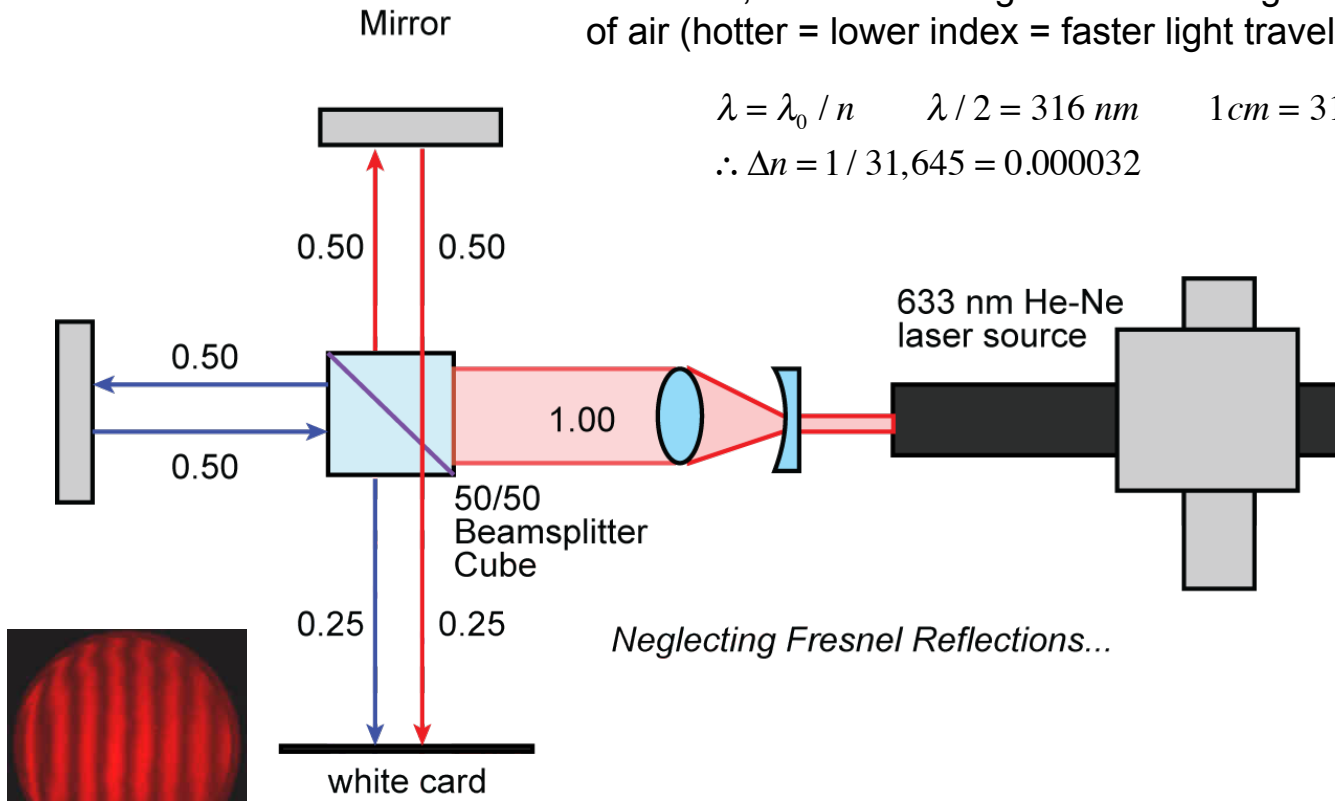 of air (hotter = lower index = faster light travel
Mirror
λ = λ₀ / n λ / 2 = 316 nm 1cm = 31
∴ Δn = 1 / 31,645 = 0.000032
0.50 0.50
633 nm He-Ne
laser source
0.50
1.00
0.50
50/50
Beamsplitter
Cube
0.25 0.25
Neglecting Fresnel Reflections...
white card